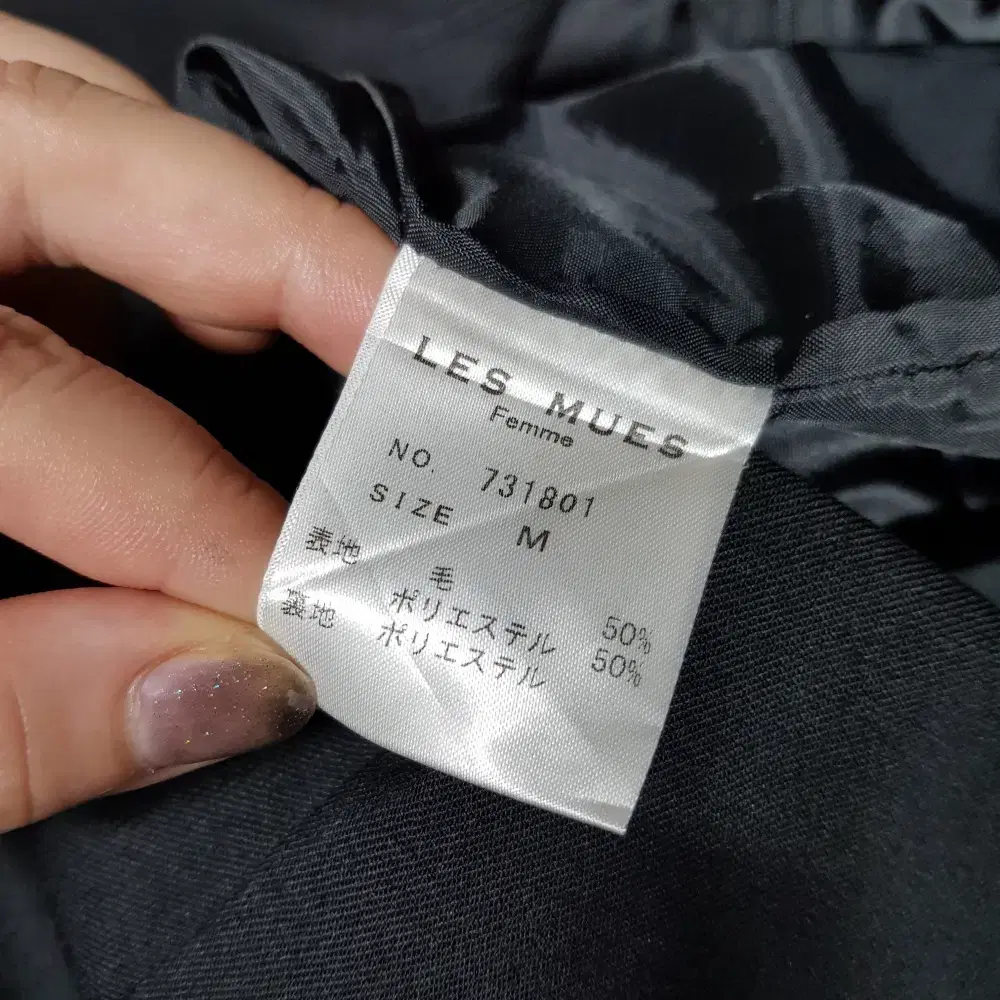 LES MUES
Femme
NO. 731801
SIZE M
表地 毛 50%
ポリエステル 50%
裏地 ポリエステル